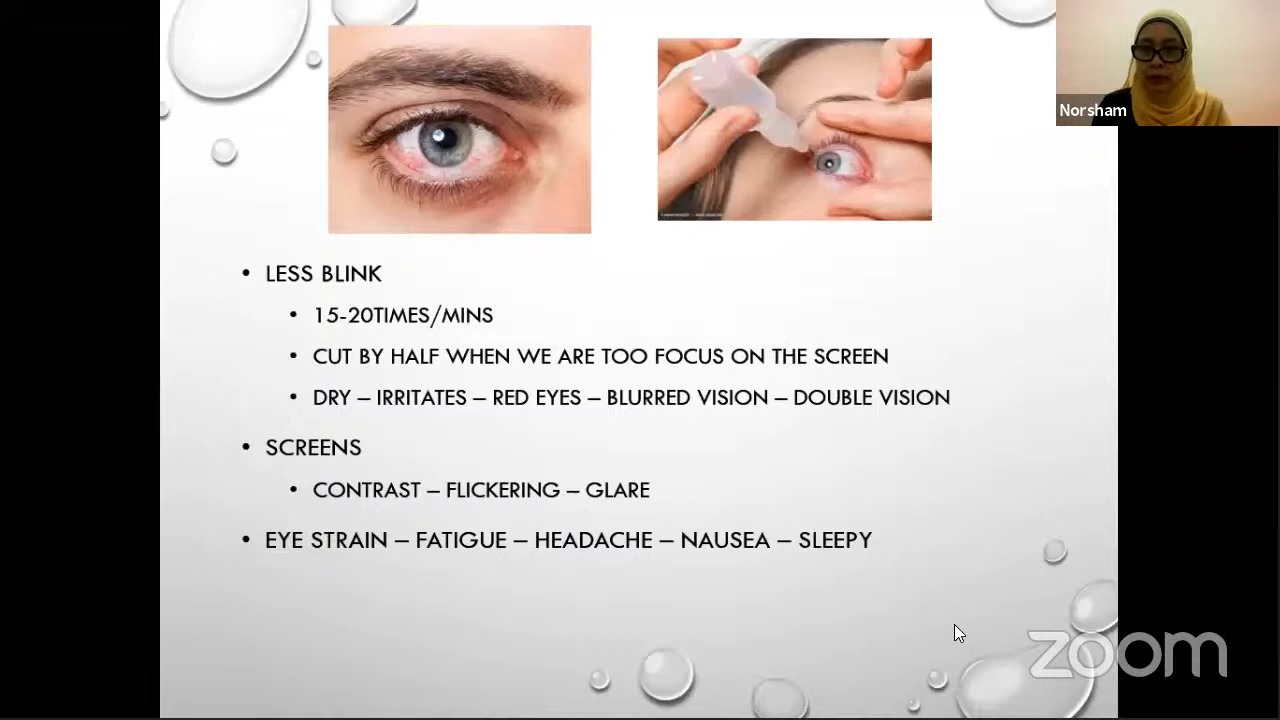 Norsham
• LESS BLINK
• 15-20TIMES/MINS
• CUT BY HALF WHEN WE ARE TOO FOCUS ON THE SCREEN
• DRY – IRRITATES – RED EYES – BLURRED VISION – DOUBLE VISION
• SCREENS
• CONTRAST – FLICKERING – GLARE
• EYE STRAIN – FATIGUE – HEADACHE – NAUSEA – SLEEPY
zoom